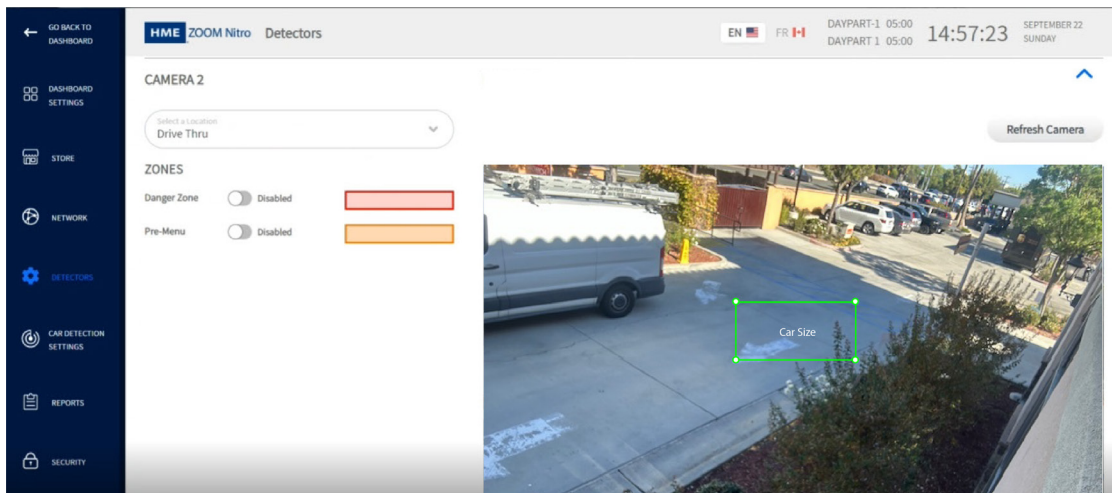 GO BACK TO
DASHBOARD
HME ZOOM Nitro Detectors
EN
FR
DAYPART-1 05:00
DAYPART 1 05:00
14:57:23
SEPTEMBER 22
SUNDAY
DASHBOARD
SETTINGS
STORE
NETWORK
DETECTORS
CAR DETECTION
SETTINGS
REPORTS
SECURITY
CAMERA 2
Select a Location
Drive Thru
Refresh Camera
ZONES
Danger Zone Disabled
Pre-Menu Disabled
Car Size